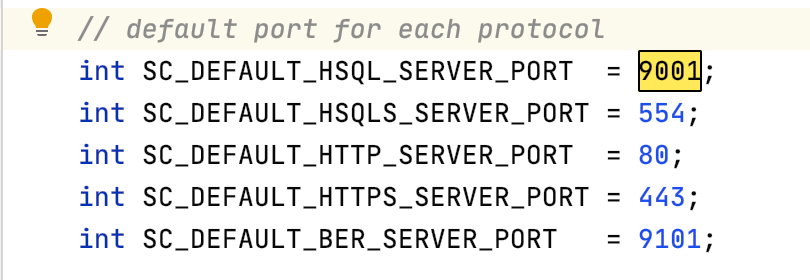 // default port for each protocol
int SC_DEFAULT_HSQL_SERVER_PORT  = 9001;
int SC_DEFAULT_HSQLS_SERVER_PORT = 554;
int SC_DEFAULT_HTTP_SERVER_PORT  = 80;
int SC_DEFAULT_HTTPS_SERVER_PORT = 443;
int SC_DEFAULT_BER_SERVER_PORT   = 9101;